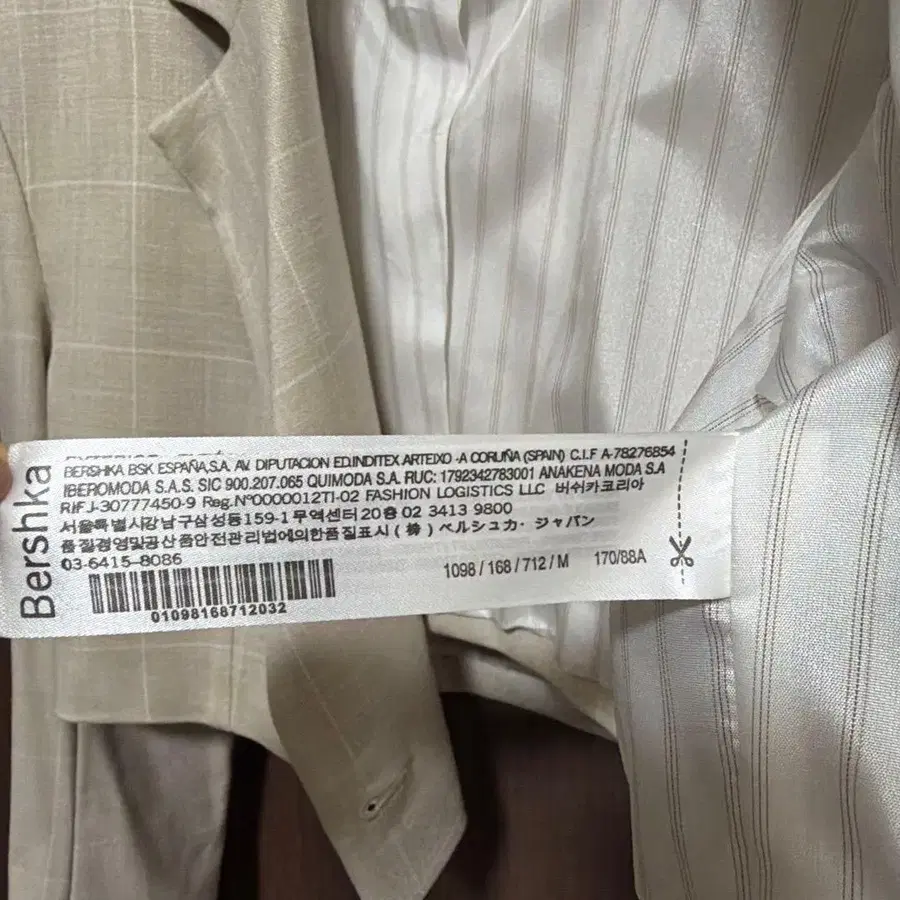 Bershka
BERSHKA BSK ESPAÑA,S.A. AV. DIPUTACION ED.INDITEX ARTEIXO -A CORUÑA (SPAIN) C.I.F A-78276854
IBEROMODA S.A.S. SIC 900.207.065 QUIMODA S.A. RUC: 1792342783001 ANAKENA MODA S.A
RIF.J-30777450-9 Reg.Nº0000012TI-02 FASHION LOGISTICS LLC 버쉬카코리아
서울특별시강남구삼성동159-1 무역센터20층 02 3413 9800
품질경영및공산품안전관리법에의한품질표시 (株) ベルシュカ・ジャパン
03-6415-8086
1098 / 168 / 712 / M 170/88A
01098168712032